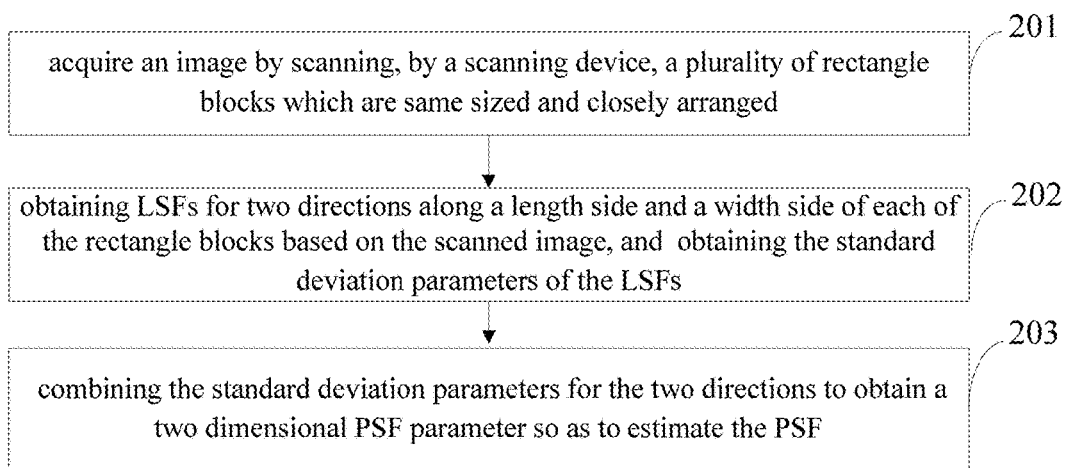 201
acquire an image by scanning, by a scanning device, a plurality of rectangle
blocks which are same sized and closely arranged
202
obtaining LSFs for two directions along a length side and a width side of each of
the rectangle blocks based on the scanned image, and obtaining the standard
deviation parameters of the LSFs
203
combining the standard deviation parameters for the two directions to obtain a
two dimensional PSF parameter so as to estimate the PSF